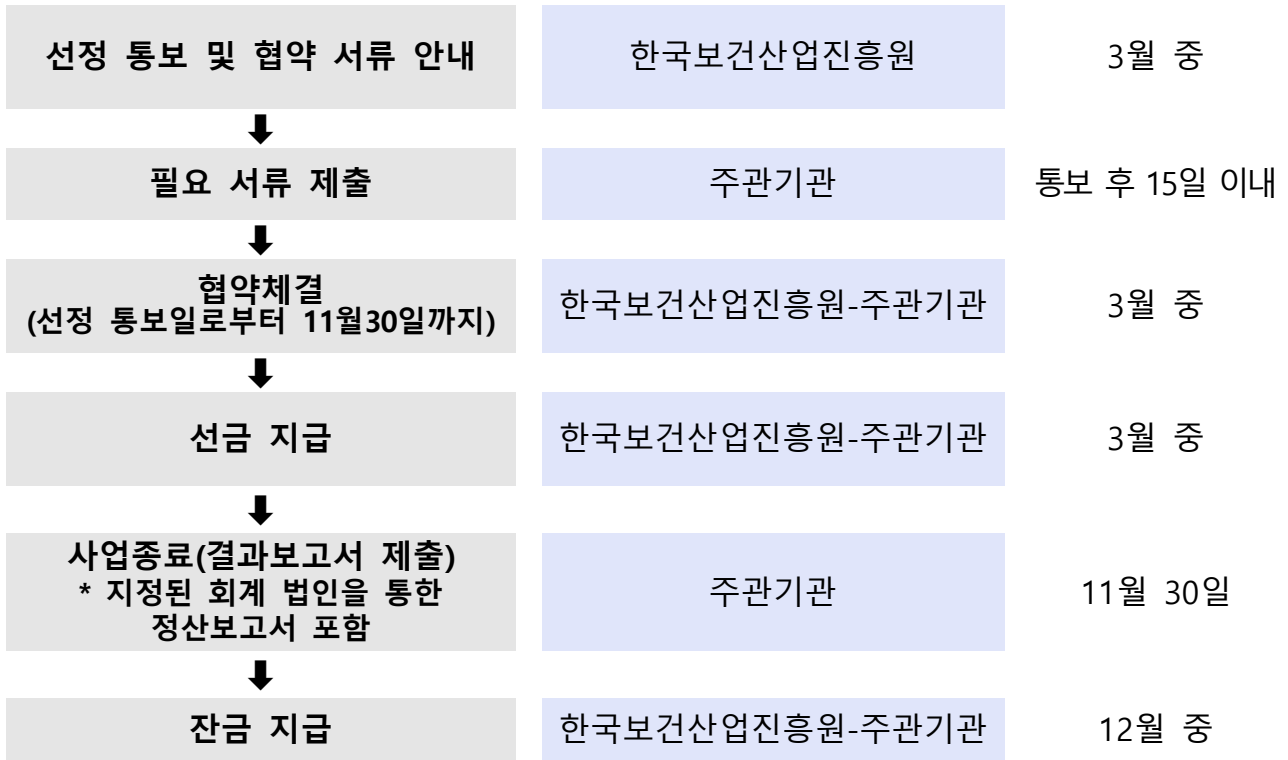 선정 통보 및 협약 서류 안내
한국보건산업진흥원
3월 중
필요 서류 제출
주관기관
통보 후 15일 이내
협약체결
(선정 통보일로부터 11월30일까지)
한국보건산업진흥원-주관기관
3월 중
선금 지급
한국보건산업진흥원-주관기관
3월 중
사업종료(결과보고서 제출)
* 지정된 회계 법인을 통한
정산보고서 포함
주관기관
11월 30일
잔금 지급
한국보건산업진흥원-주관기관
12월 중